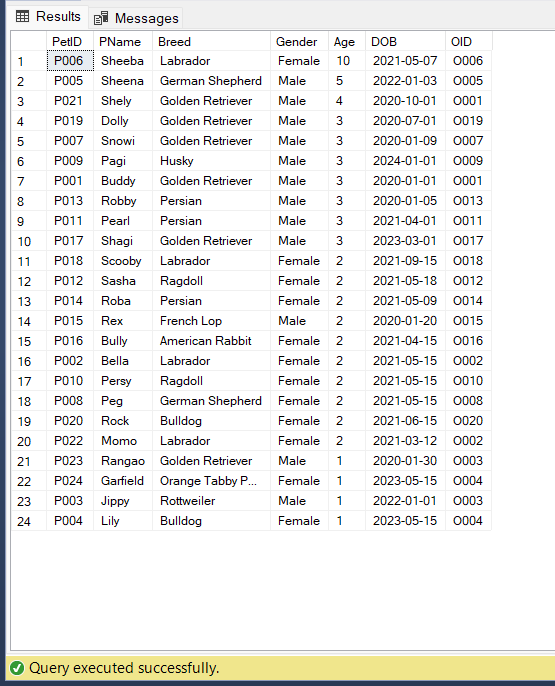 Results Messages
PetID PName Breed Gender Age DOB OID
1 P006 Sheeba Labrador Female 10 2021-05-07 O006
2 P005 Sheena German Shepherd Male 5 2022-01-03 O005
3 P021 Shely Golden Retriever Male 4 2020-10-01 O001
4 P019 Dolly Golden Retriever Male 3 2020-07-01 O019
5 P007 Snowi Golden Retriever Male 3 2020-01-09 O007
6 P009 Pagi Husky Male 3 2024-01-01 O009
7 P001 Buddy Golden Retriever Male 3 2020-01-01 O001
8 P013 Robby Persian Male 3 2020-01-05 O013
9 P011 Pearl Persian Male 3 2021-04-01 O011
10 P017 Shagi Golden Retriever Male 3 2023-03-01 O017
11 P018 Scooby Labrador Female 2 2021-09-15 O018
12 P012 Sasha Ragdoll Female 2 2021-05-18 O012
13 P014 Roba Persian Female 2 2021-05-09 O014
14 P015 Rex French Lop Male 2 2020-01-20 O015
15 P016 Bully American Rabbit Female 2 2021-04-15 O016
16 P002 Bella Labrador Female 2 2021-05-15 O002
17 P010 Persy Ragdoll Female 2 2021-05-15 O010
18 P008 Peg German Shepherd Female 2 2021-05-15 O008
19 P020 Rock Bulldog Female 2 2021-06-15 O020
20 P022 Momo Labrador Female 2 2021-03-12 O002
21 P023 Rangao Golden Retriever Male 1 2020-01-30 O003
22 P024 Garfield Orange Tabby P... Female 1 2023-05-15 O004
23 P003 Jippy Rottweiler Male 1 2022-01-01 O003
24 P004 Lily Bulldog Female 1 2023-05-15 O004
Query executed successfully.